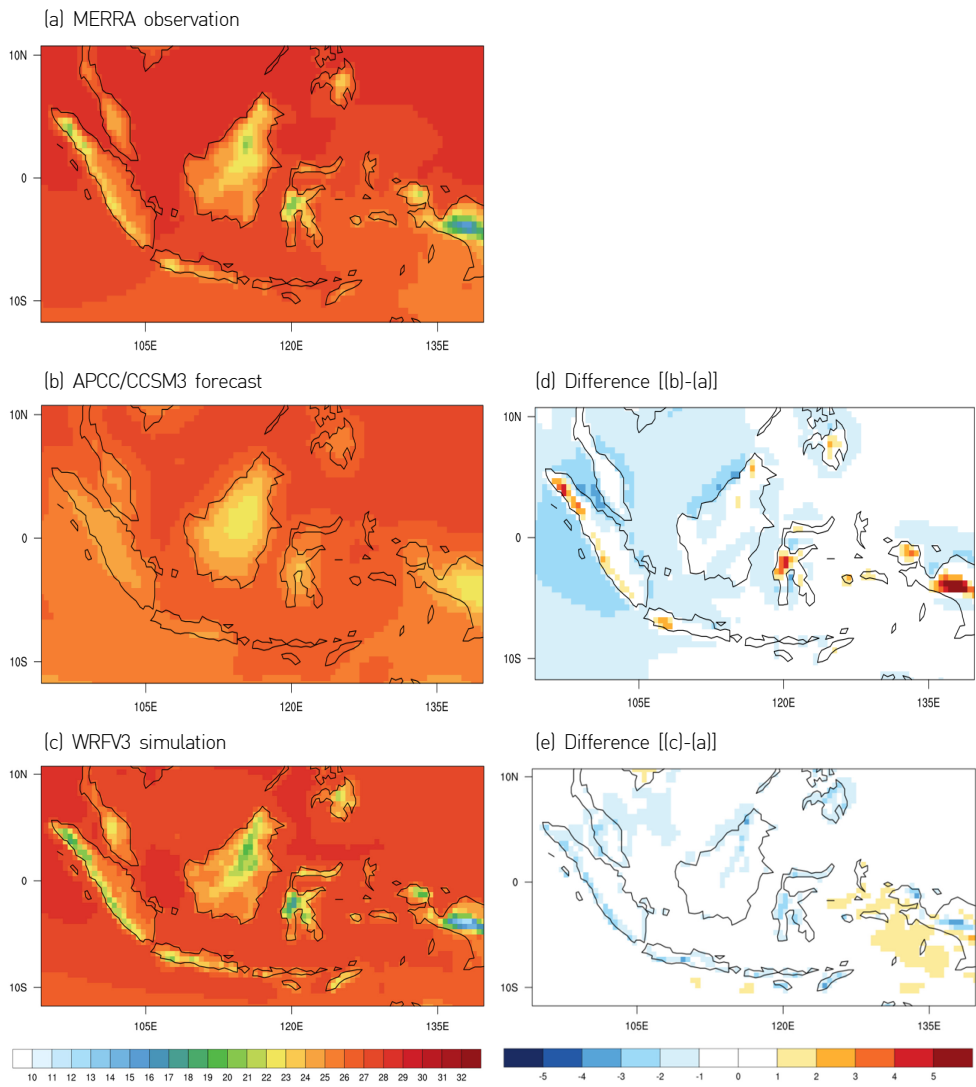 (a) MERRA observation
10N
0
10S
105E 120E 135E
(b) APCC/CCSM3 forecast
10N
0
10S
105E 120E 135E
(d) Difference [(b)-(a)]
10N
0
10S
105E 120E 135E
(c) WRFV3 simulation
10N
0
10S
105E 120E 135E
(e) Difference [(c)-(a)]
10N
0
10S
105E 120E 135E
10 10 11 12 13 14 16 17 18 19 20 21 22 23 24 25 26 27 28 30 31 32
-5 -4 -3 -2 -1 0 1 2 3 4 5